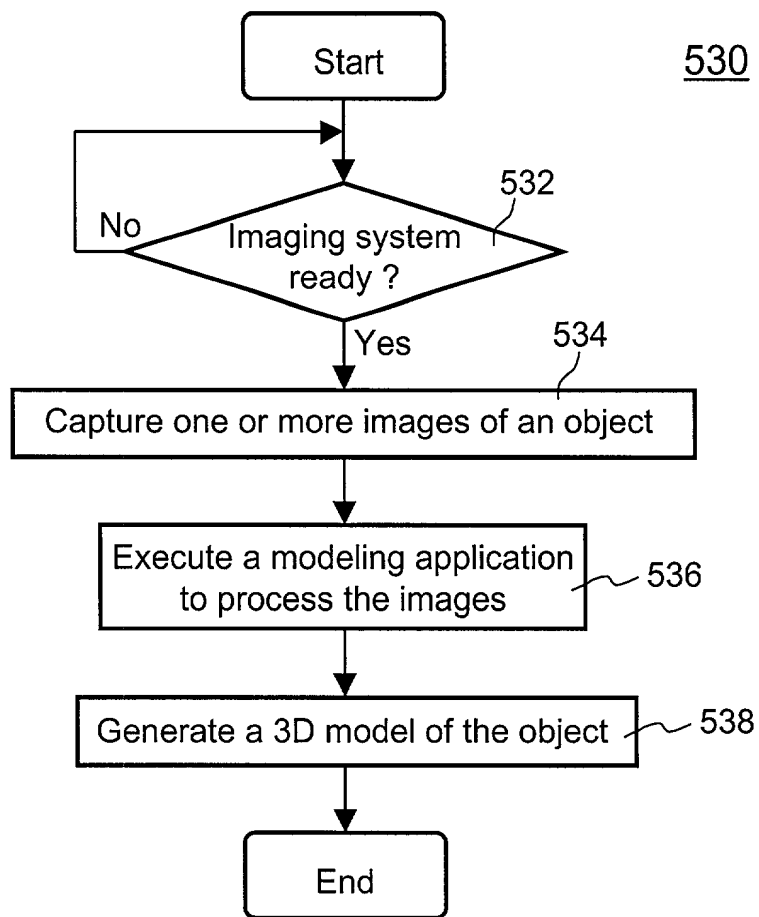 Start
530
532
No
Imaging system
ready ?
Yes
534
Capture one or more images of an object
Execute a modeling application
to process the images
536
Generate a 3D model of the object
538
End